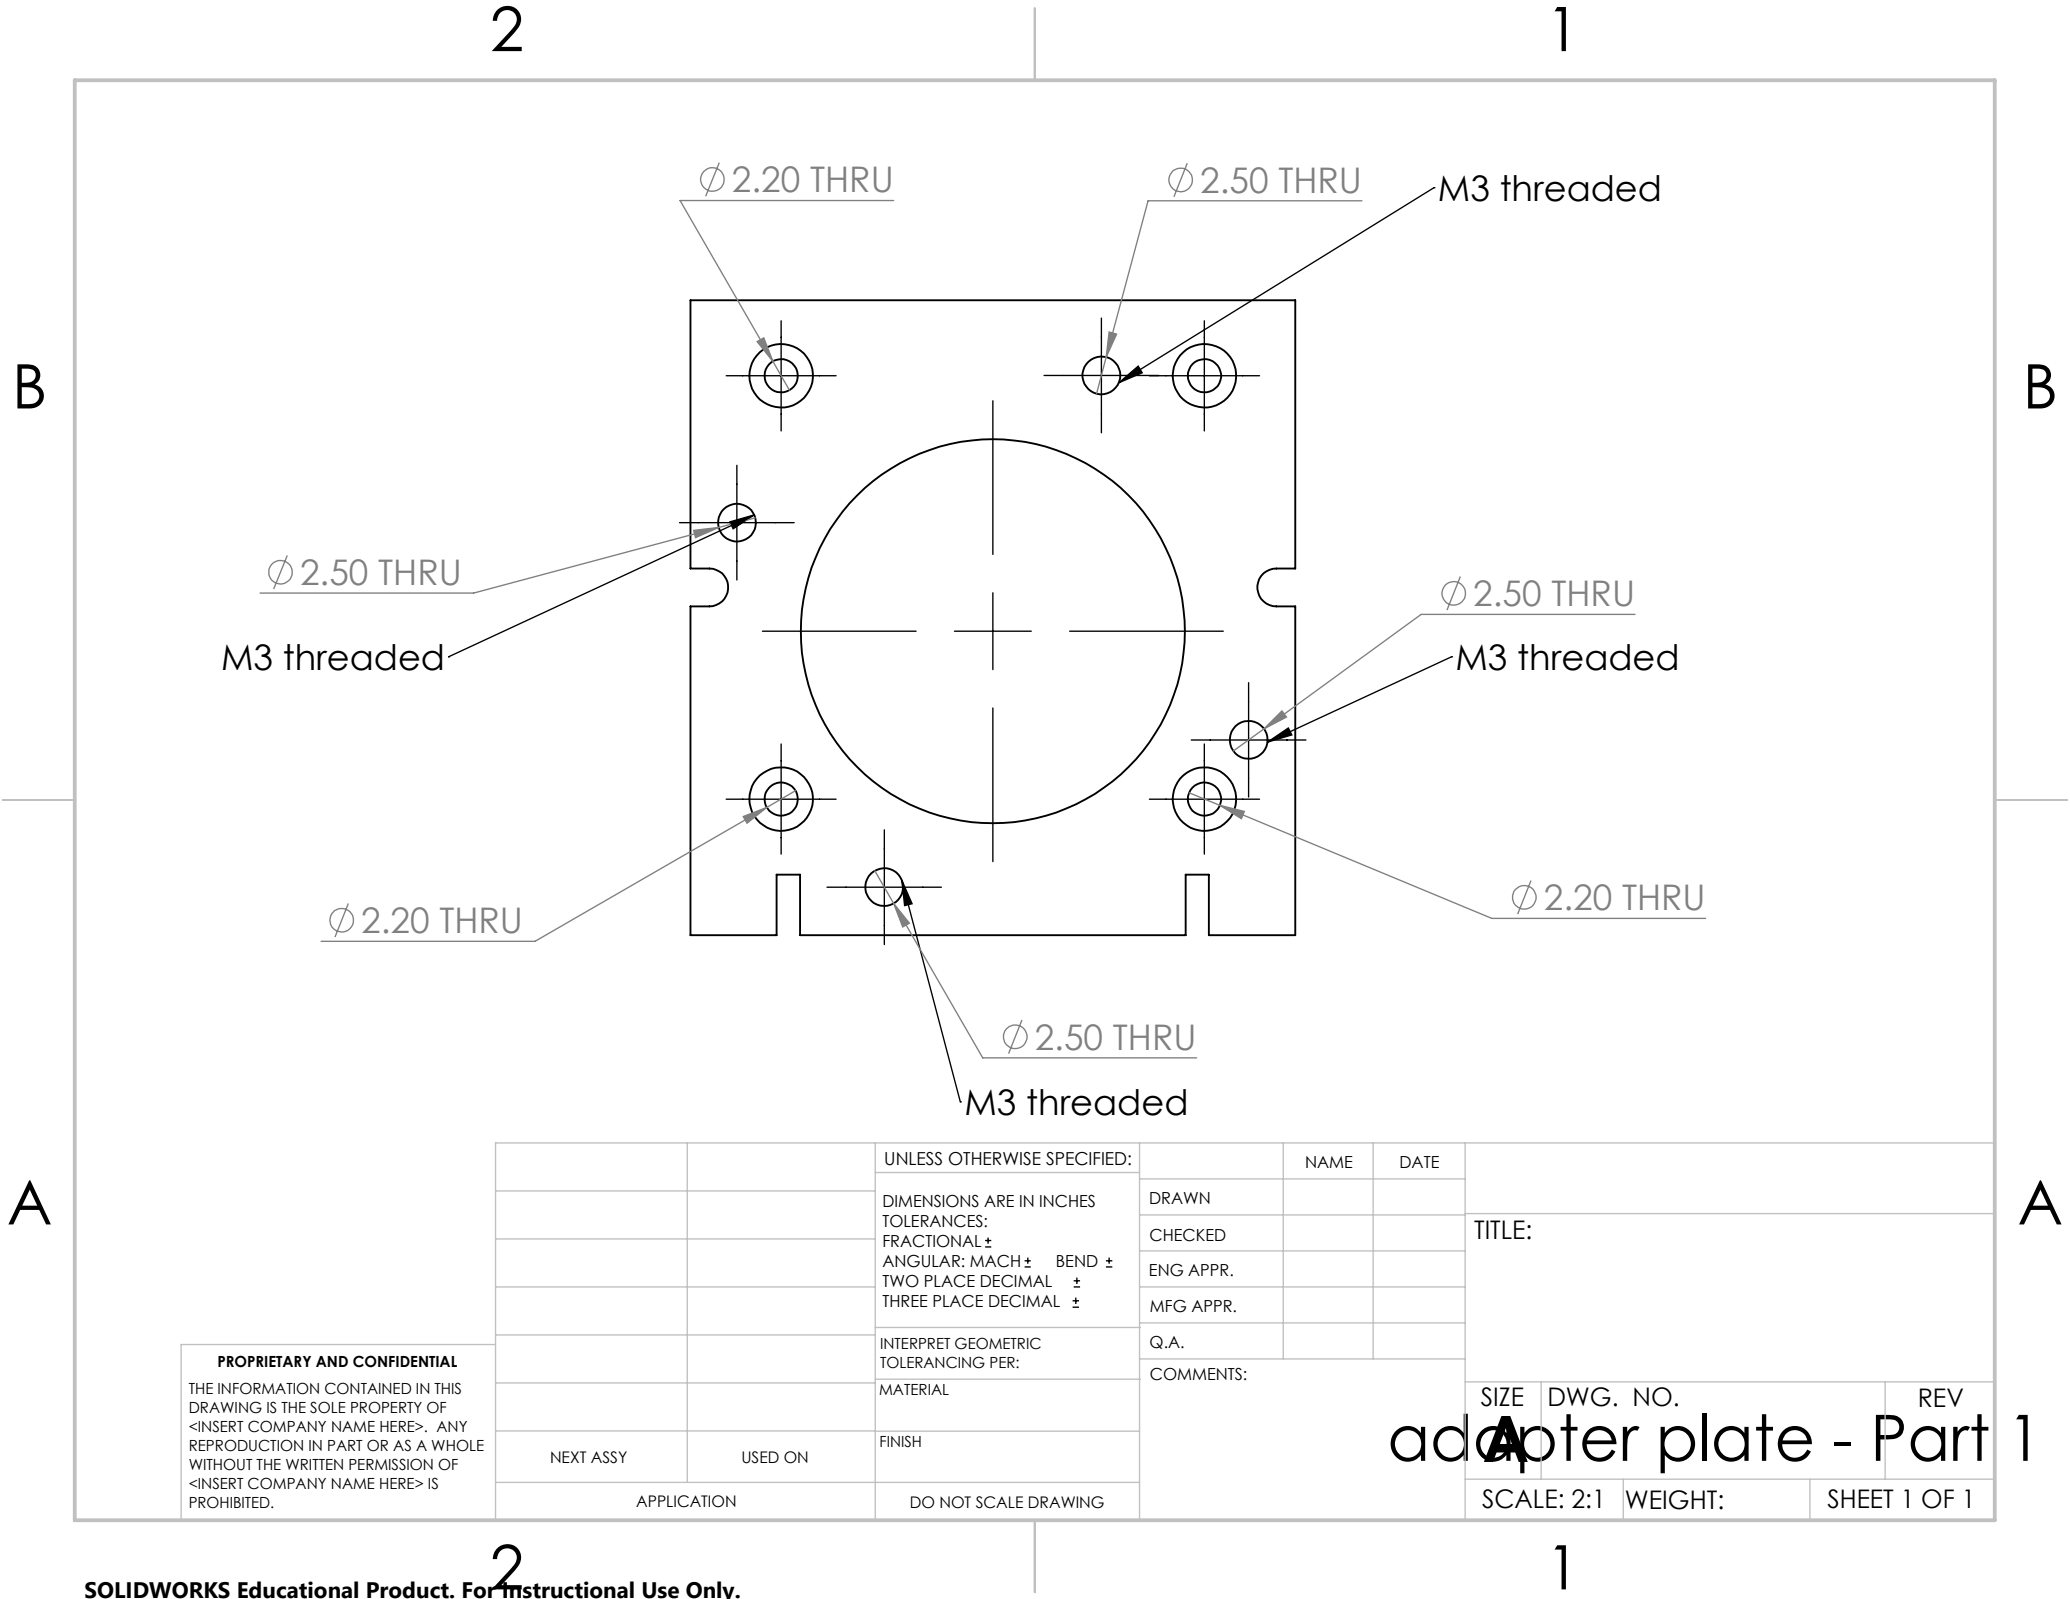 2
1
⌀2.20 THRU
⌀2.50 THRU
M3 threaded
B
B
⌀2.50 THRU
⌀2.50 THRU
M3 threaded
M3 threaded
⌀2.20 THRU
⌀2.20 THRU
⌀2.50 THRU
M3 threaded
A
A
UNLESS OTHERWISE SPECIFIED:
DIMENSIONS ARE IN INCHES
TOLERANCES:
FRACTIONAL ±
ANGULAR: MACH ± BEND ±
TWO PLACE DECIMAL ±
THREE PLACE DECIMAL ±
INTERPRET GEOMETRIC
TOLERANCING PER:
MATERIAL
FINISH
DO NOT SCALE DRAWING
NAME DATE
DRAWN
CHECKED
ENG APPR.
MFG APPR.
Q.A.
COMMENTS:
TITLE:
SIZE DWG. NO. REV
A
adapter plate - Part 1
SCALE: 2:1 WEIGHT: SHEET 1 OF 1
PROPRIETARY AND CONFIDENTIAL
THE INFORMATION CONTAINED IN THIS
DRAWING IS THE SOLE PROPERTY OF
<INSERT COMPANY NAME HERE>. ANY
REPRODUCTION IN PART OR AS A WHOLE
WITHOUT THE WRITTEN PERMISSION OF
<INSERT COMPANY NAME HERE> IS
PROHIBITED.
NEXT ASSY USED ON
APPLICATION
2
1
SOLIDWORKS Educational Product. For Instructional Use Only.